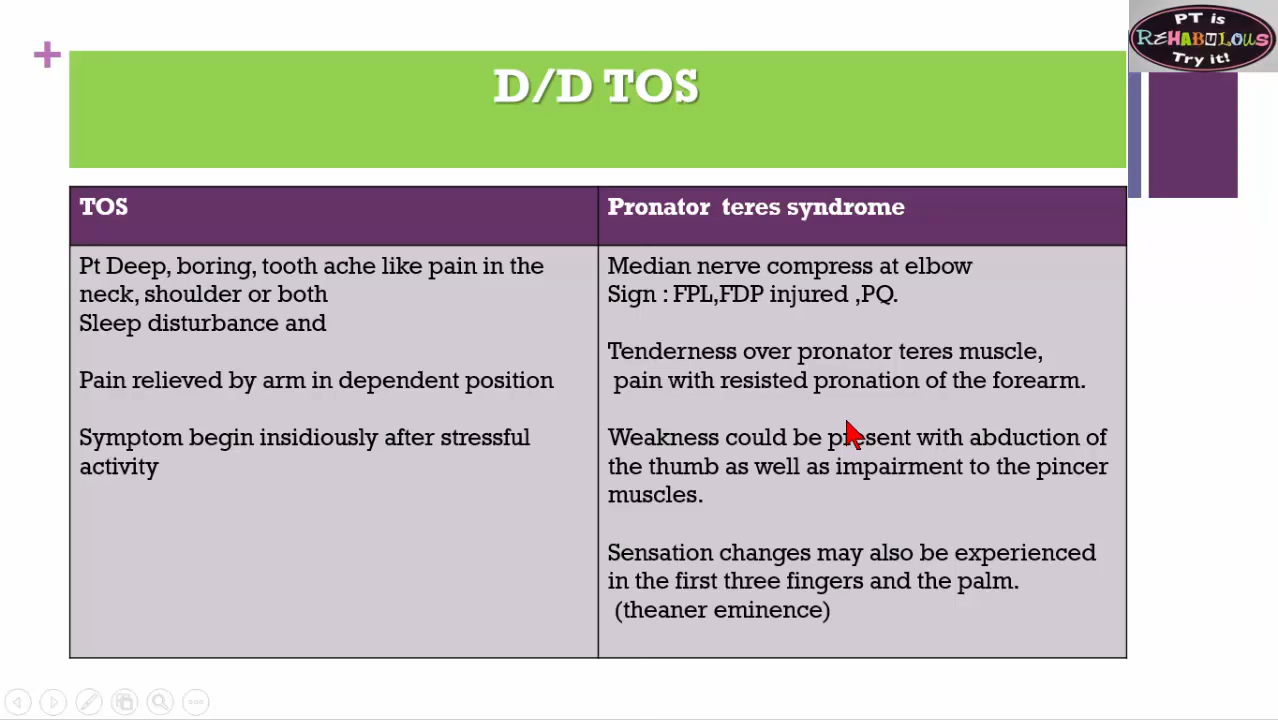 PT is
REHABULOUS
Try it!
+
D/D TOS
TOS
Pt Deep, boring, tooth ache like pain in the
neck, shoulder or both
Sleep disturbance and
Pain relieved by arm in dependent position
Symptom begin insidiously after stressful
activity
Pronator teres syndrome
Median nerve compress at elbow
Sign : FPL,FDP injured ,PQ.
Tenderness over pronator teres muscle,
pain with resisted pronation of the forearm.
Weakness could be present with abduction of
the thumb as well as impairment to the pincer
muscles.
Sensation changes may also be experienced
in the first three fingers and the palm.
(theaner eminence)